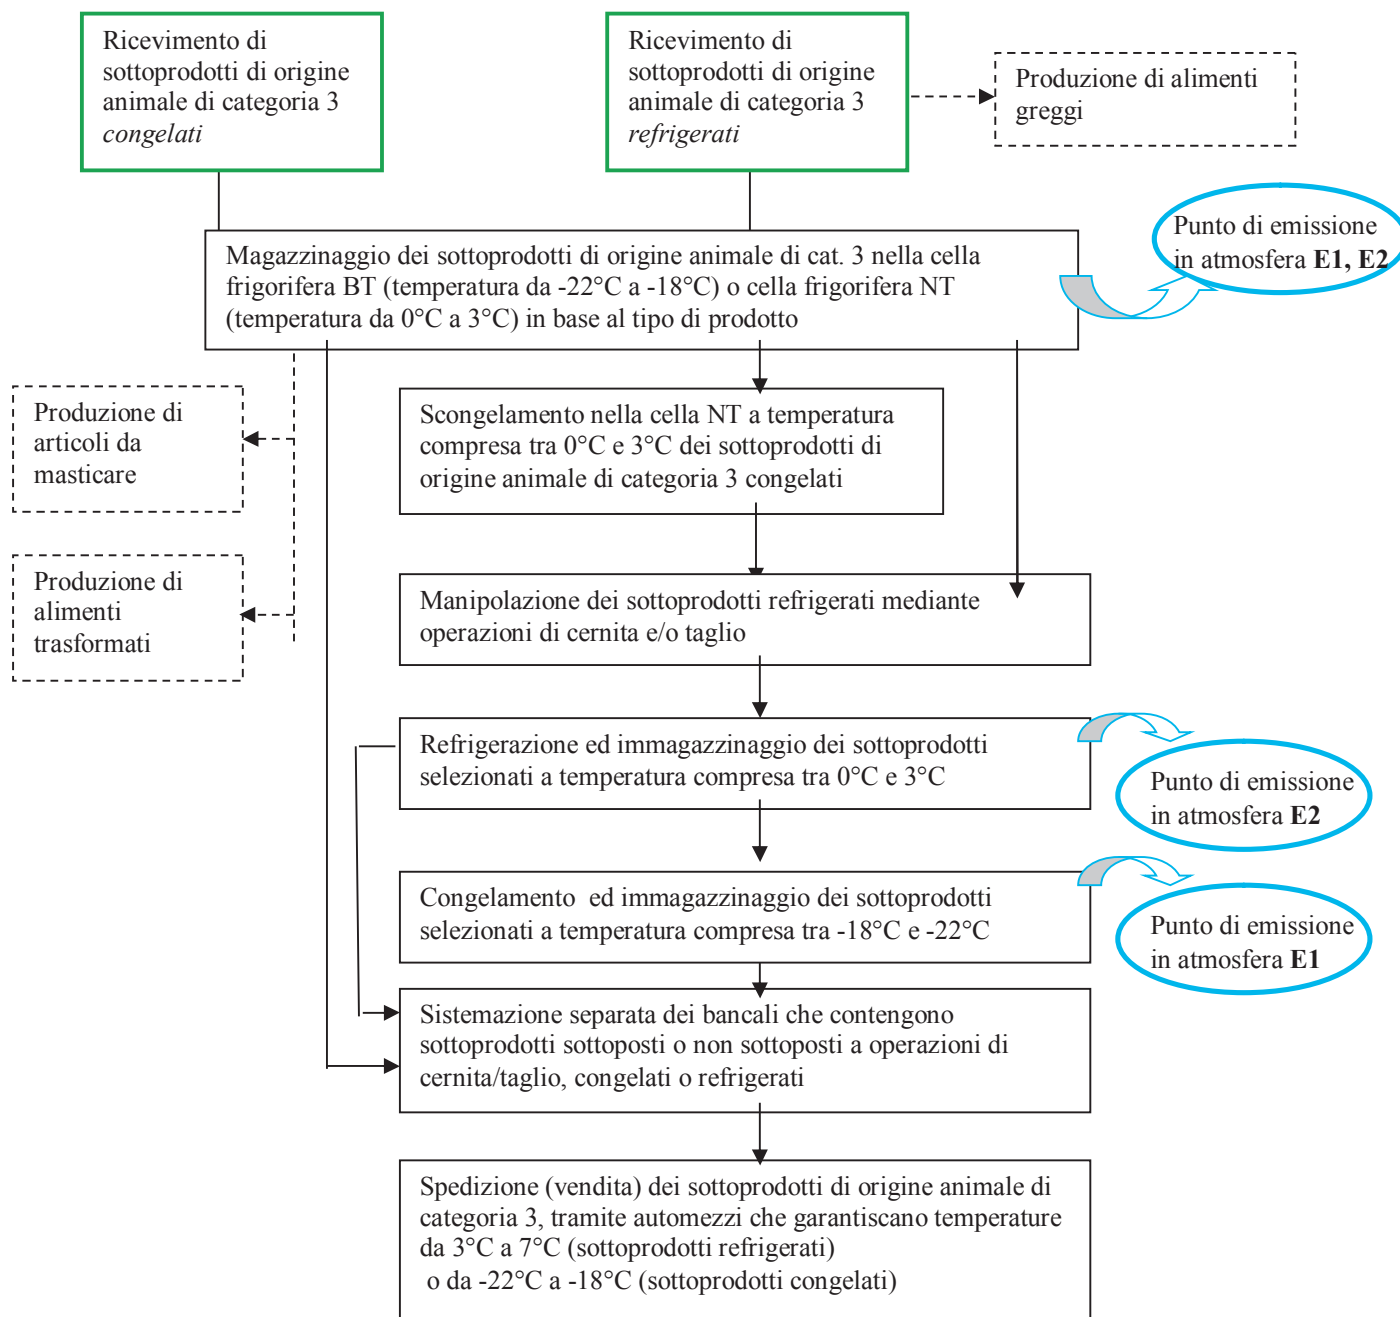 Ricevimento di
sottoprodotti di origine
animale di categoria 3
congelati
Ricevimento di
sottoprodotti di origine
animale di categoria 3
refrigerati
Produzione di alimenti
greggi
Magazzinaggio dei sottoprodotti di origine animale di cat. 3 nella cella
frigorifera BT (temperatura da -22°C a -18°C) o cella frigorifera NT
(temperatura da 0°C a 3°C) in base al tipo di prodotto
Punto di emissione
in atmosfera E1, E2
Produzione di
articoli da
masticare
Scongelamento nella cella NT a temperatura
compresa tra 0°C e 3°C dei sottoprodotti di
origine animale di categoria 3 congelati
Produzione di
alimenti
trasformati
Manipolazione dei sottoprodotti refrigerati mediante
operazioni di cernita e/o taglio
Refrigerazione ed immagazzinaggio dei sottoprodotti
selezionati a temperatura compresa tra 0°C e 3°C
Punto di emissione
in atmosfera E2
Congelamento ed immagazzinaggio dei sottoprodotti
selezionati a temperatura compresa tra -18°C e -22°C
Punto di emissione
in atmosfera E1
Sistemazione separata dei bancali che contengono
sottoprodotti sottoposti o non sottoposti a operazioni di
cernita/taglio, congelati o refrigerati
Spedizione (vendita) dei sottoprodotti di origine animale di
categoria 3, tramite automezzi che garantiscano temperature
da 3°C a 7°C (sottoprodotti refrigerati)
o da -22°C a -18°C (sottoprodotti congelati)